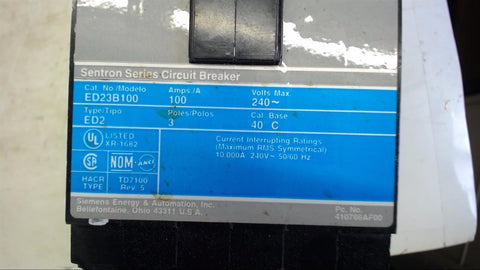 Sentron Series Circuit Breaker
Cat. No/Modelo Amps./A Volts Max.
ED23B100 100 240~
Type/Tipo Poles/Polos Cal. Base
ED2 3 40 C
UL LISTED
XR-1682
Current Interrupting Ratings
(Maximum RMS Symmetrical)
10,000A 240V~ 50/60 Hz
SA NOM-ANCE
HACR TYPE
TD7100
Rev. 5
Siemens Energy & Automation, Inc.
Bellefontaine, Ohio 43311 U.S.A.
Pc. No.